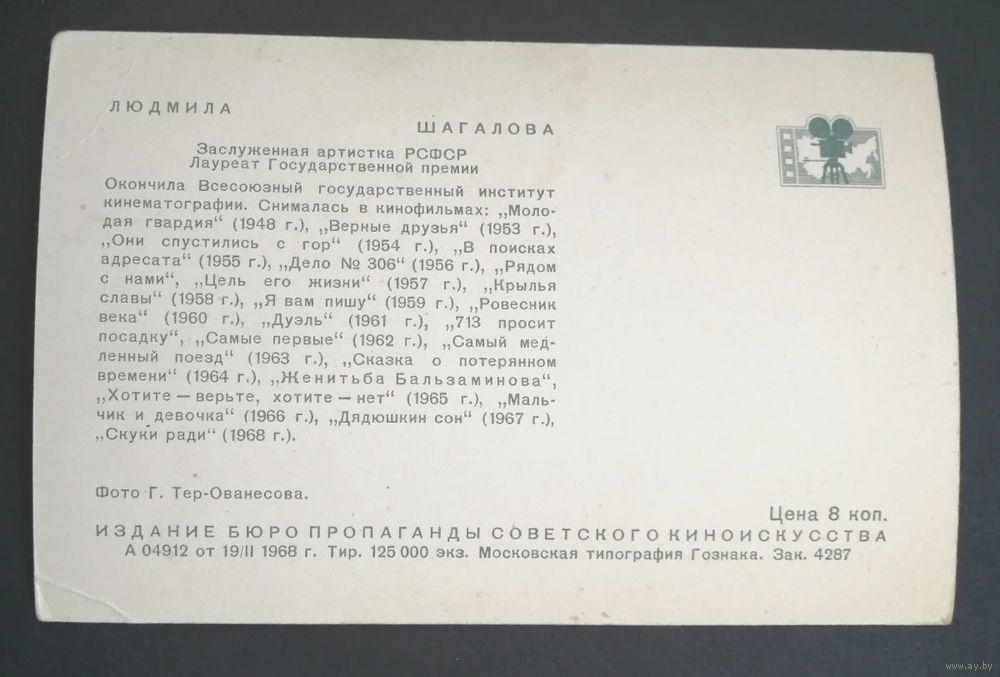 ЛЮДМИЛА
ШАГАЛОВА
Заслуженная артистка РСФСР
Лауреат Государственной премии
Окончила Всесоюзный государственный институт
кинематографии. Снималась в кинофильмах: „Моло-
дая гвардия“ (1948 г.), „Верные друзья“ (1953 г.),
„Они спустились с гор“ (1954 г.), „В поисках
адресата“ (1955 г.), „Дело № 306“ (1956 г.), „Рядом
с нами“, „Цель его жизни“ (1957 г.), „Крылья
славы“ (1958 г.), „Я вам пишу“ (1959 г.), „Ровесник
века“ (1960 г.), „Дуэль“ (1961 г.), „713 просит
посадку“, „Самые первые“ (1962 г.), „Самый мед-
ленный поезд“ (1963 г.), „Сказка о потерянном
времени“ (1964 г.), „Женитьба Бальзаминова“,
„Хотите — верьте, хотите — нет“ (1965 г.), „Маль-
чик и девочка“ (1966 г.), „Дядюшкин сон“ (1967 г.),
„Скуки ради“ (1968 г.).
Фото Г. Тер-Ованесова.
Цена 8 коп.
ИЗДАНИЕ БЮРО ПРОПАГАНДЫ СОВЕТСКОГО КИНОИСКУССТВА
А 04912 от 19/II 1968 г. Тир. 125 000 экз. Московская типография Гознака. Зак. 4287
www.ay.by